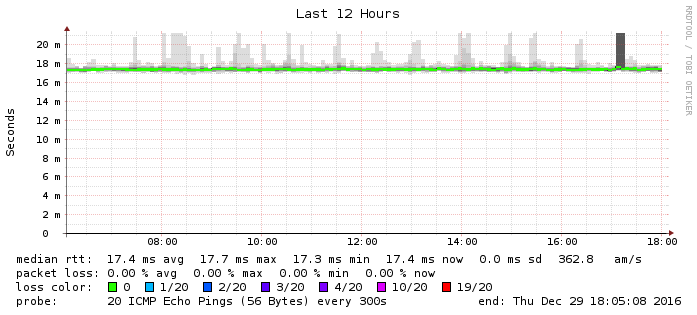 Last 12 Hours
RRDTOOL / TOBI OETIKER
Seconds
20 m
18 m
16 m
14 m
12 m
10 m
8 m
6 m
4 m
2 m
0
08:00 10:00 12:00 14:00 16:00 18:00
median rtt: 17.4 ms avg 17.7 ms max 17.3 ms min 17.4 ms now 0.0 ms sd 362.8 am/s
packet loss: 0.00 % avg 0.00 % max 0.00 % min 0.00 % now
loss color: 0 1/20 2/20 3/20 4/20 10/20 19/20
probe: 20 ICMP Echo Pings (56 Bytes) every 300s end: Thu Dec 29 18:05:08 2016